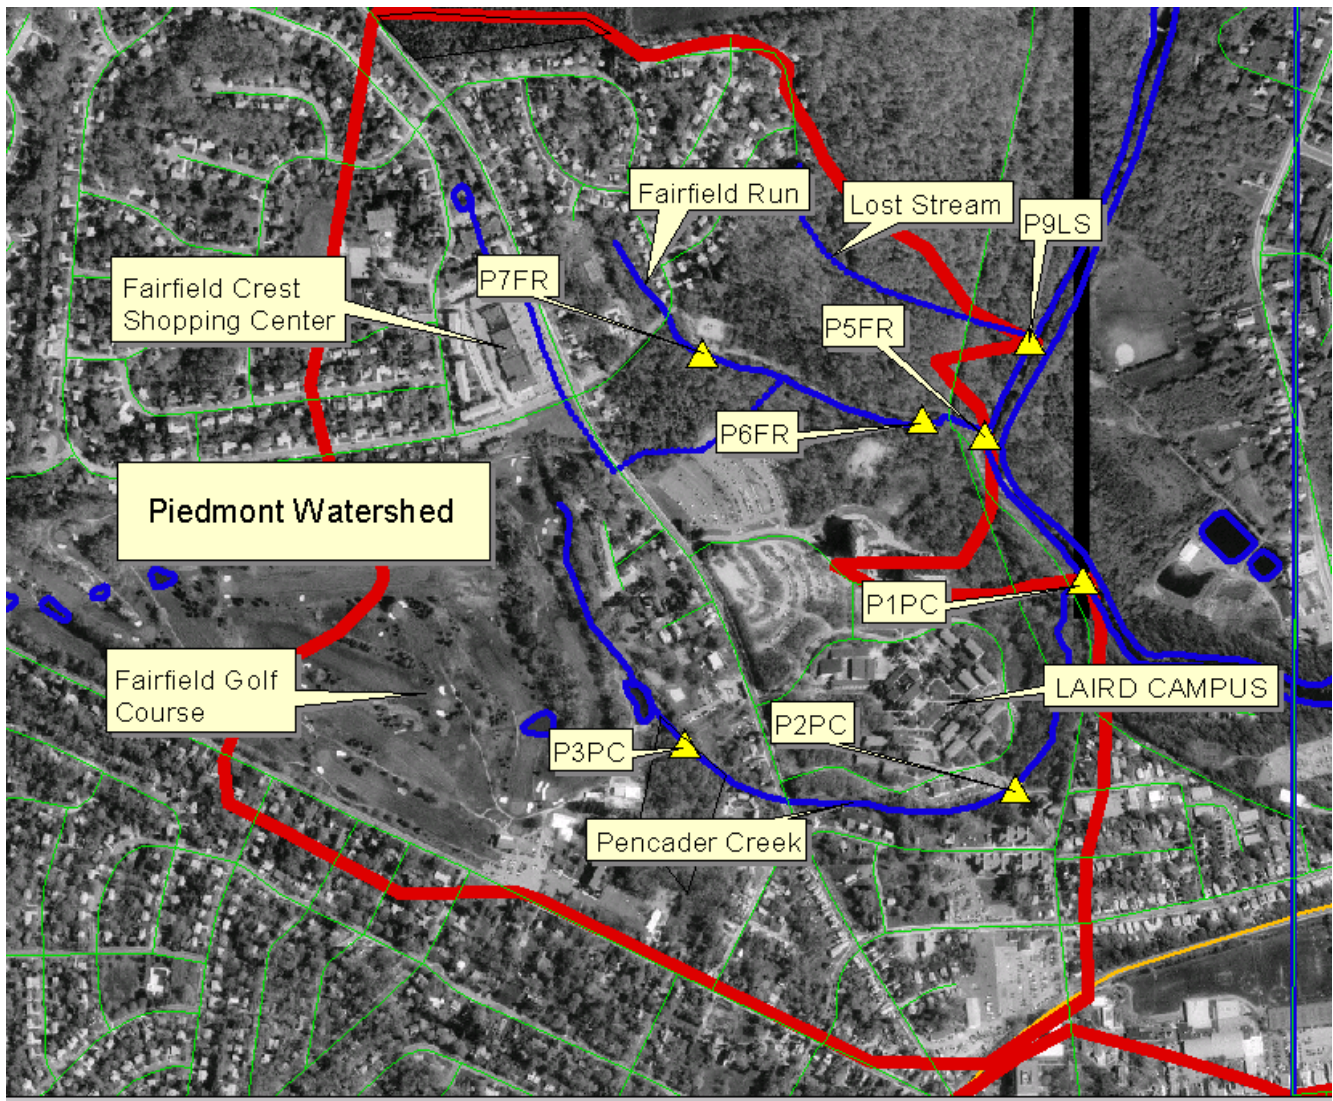 Fairfield Run
Lost Stream
P9LS
P7FR
Fairfield Crest
Shopping Center
P5FR
P6FR
Piedmont Watershed
P1PC
Fairfield Golf
Course
LAIRD CAMPUS
P2PC
P3PC
Pencader Creek